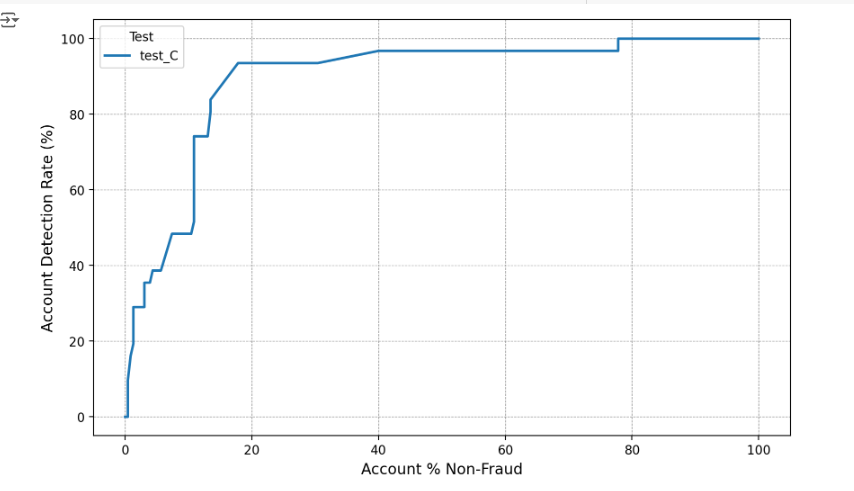 Test
test_C
100
80
60
40
20
0
Account Detection Rate (%)
0 20 40 60 80 100
Account % Non-Fraud